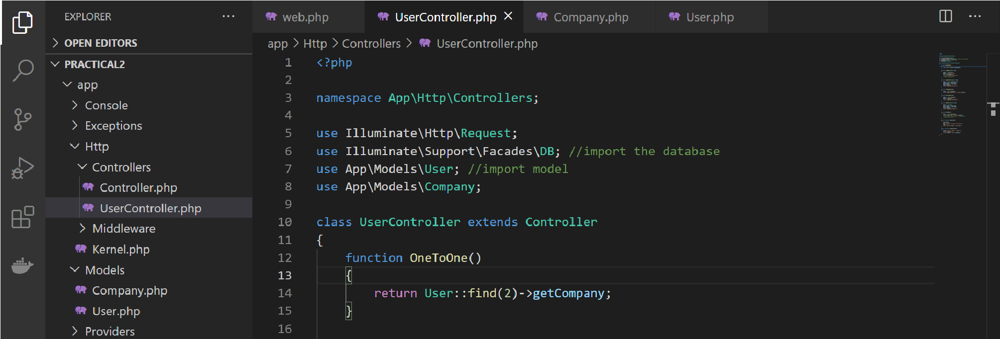 EXPLORER ...
OPEN EDITORS
PRACTICAL2
app
Console
Exceptions
Http
Controllers
Controller.php
UserController.php
Middleware
Kernel.php
Models
Company.php
User.php
Providers
web.php UserController.php Company.php User.php ...
app > Http > Controllers > UserController.php
1 <?php
2
3 namespace App\Http\Controllers;
4
5 use Illuminate\Http\Request;
6 use Illuminate\Support\Facades\DB; //import the database
7 use App\Models\User; //import model
8 use App\Models\Company;
9
10 class UserController extends Controller
11 {
12 function OneToOne()
13 {
14 return User::find(2)->getCompany;
15 }
16